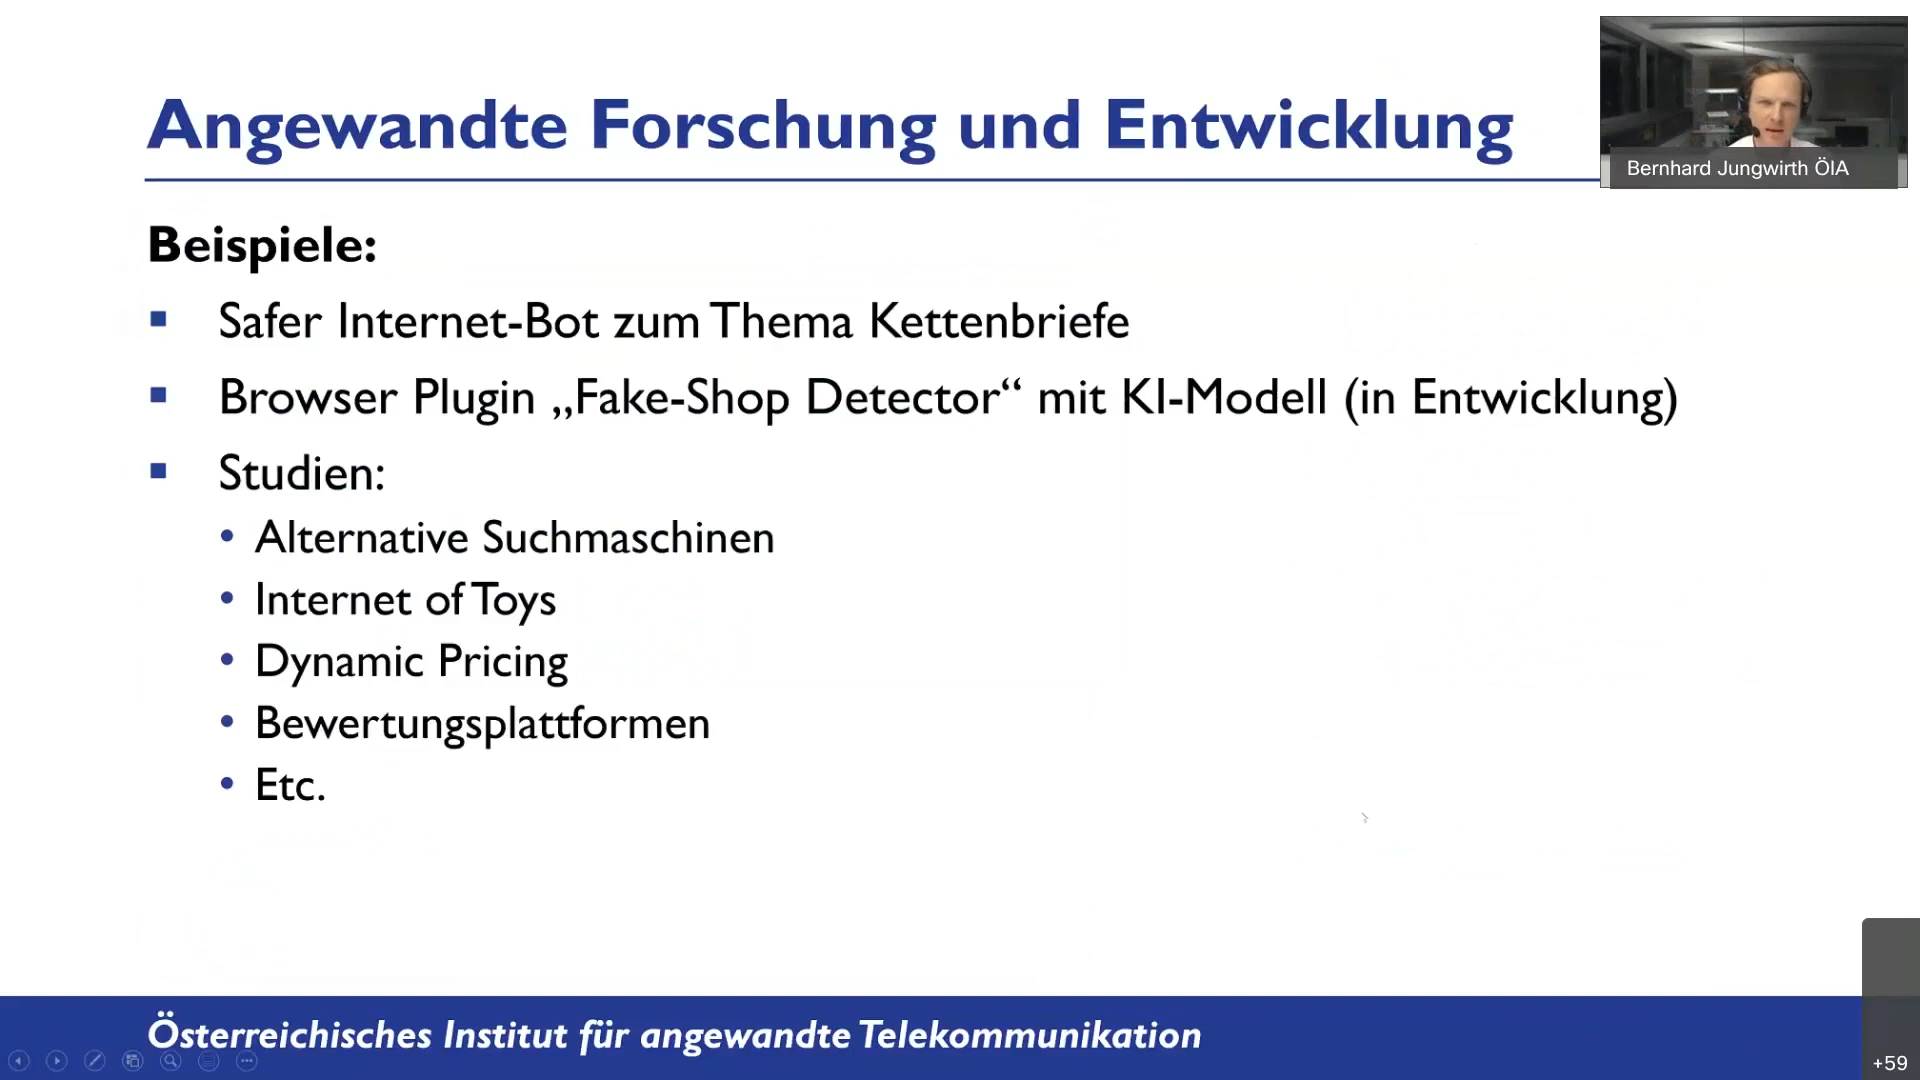 Angewandte Forschung und Entwicklung
Bernhard Jungwirth ÖIA
Beispiele:
Safer Internet-Bot zum Thema Kettenbriefe
Browser Plugin „Fake-Shop Detector“ mit KI-Modell (in Entwicklung)
Studien:
Alternative Suchmaschinen
Internet of Toys
Dynamic Pricing
Bewertungsplattformen
Etc.
Österreichisches Institut für angewandte Telekommunikation
+59